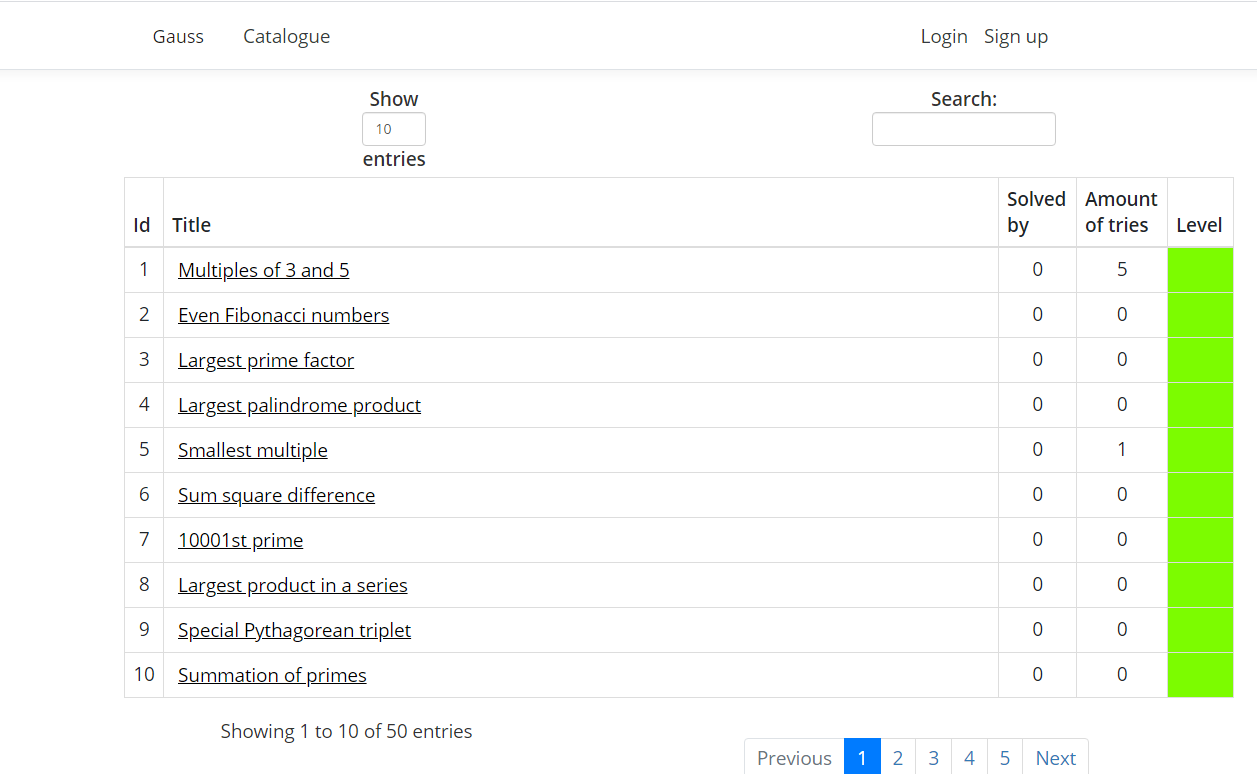 Gauss Catalogue Login Sign up
Show Search:
10
entries
Id Title Solved by Amount of tries Level
1 Multiples of 3 and 5 0 5
2 Even Fibonacci numbers 0 0
3 Largest prime factor 0 0
4 Largest palindrome product 0 0
5 Smallest multiple 0 1
6 Sum square difference 0 0
7 10001st prime 0 0
8 Largest product in a series 0 0
9 Special Pythagorean triplet 0 0
10 Summation of primes 0 0
Showing 1 to 10 of 50 entries
Previous 1 2 3 4 5 Next